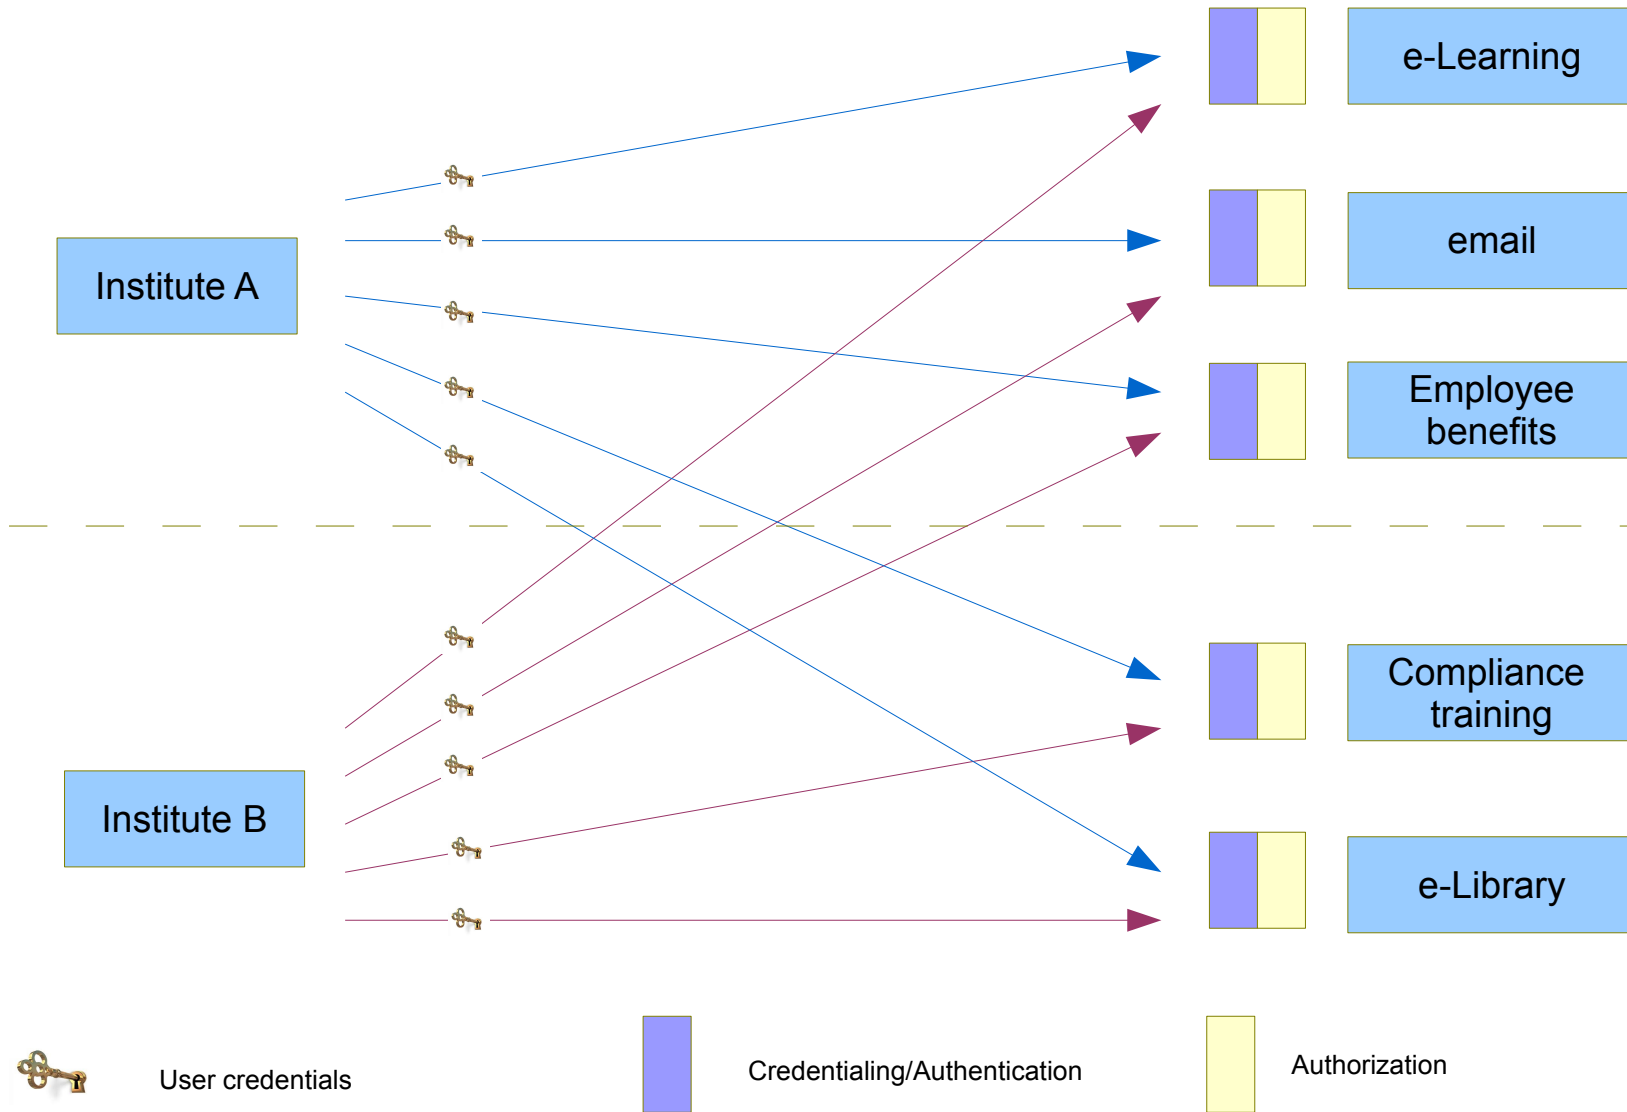 e-Learning
email
Institute A
Employee
benefits
Compliance
training
Institute B
e-Library
User credentials
Credentialing/Authentication
Authorization